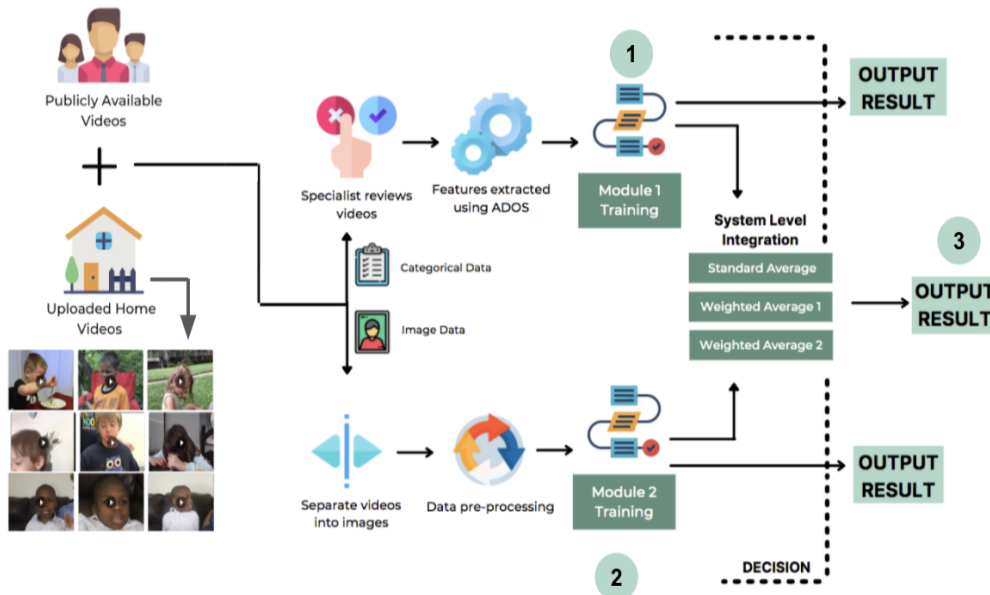 Publicly Available
Videos
Uploaded Home
Videos
Specialist reviews
videos
Features extracted
using ADOS
1
Module 1
Training
Categorical Data
Image Data
Separate videos
into images
Data pre-processing
Module 2
Training
2
System Level
Integration
Standard Average
Weighted Average 1
Weighted Average 2
DECISION
OUTPUT
RESULT
3
OUTPUT
RESULT
OUTPUT
RESULT